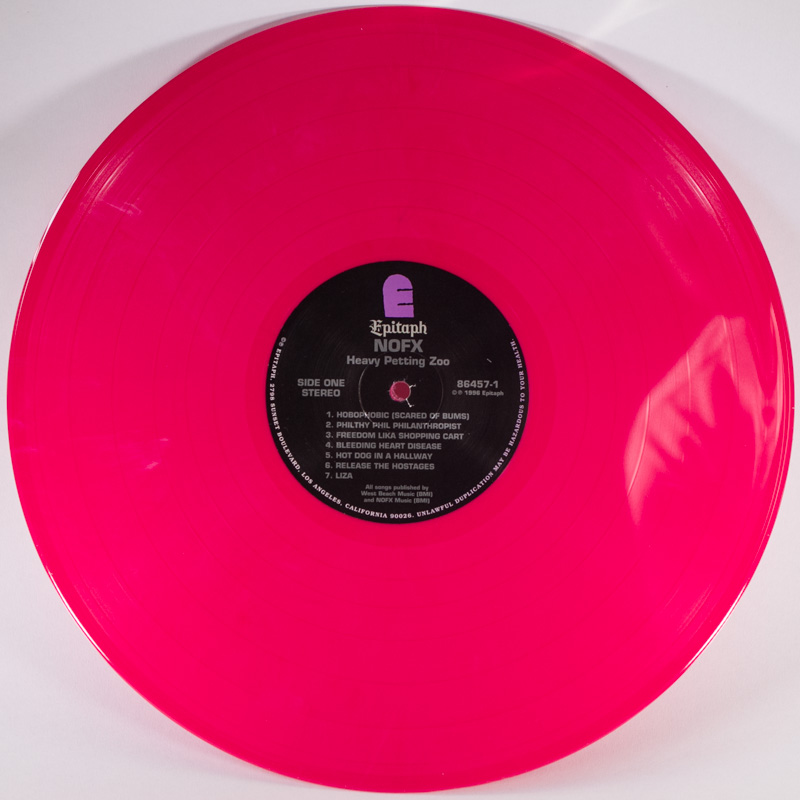 E
Epitaph
NOFX
Heavy Petting Zoo
SIDE ONE
STEREO
86457-1
©℗ 1996 Epitaph
1. HOBOPHOBIC (SCARED OF BUMS)
2. PHILTHY PHIL PHILANTHROPIST
3. FREEDOM LIKA SHOPPING CART
4. BLEEDING HEART DISEASE
5. HOT DOG IN A HALLWAY
6. RELEASE THE HOSTAGES
7. LIZA
All songs published by
West Beach Music (BMI)
and NOFX Music (BMI)
©℗ EPITAPH. 2798 SUNSET BOULEVARD, LOS ANGELES, CALIFORNIA 90026. UNLAWFUL DUPLICATION MAY BE HAZARDOUS TO YOUR HEALTH.